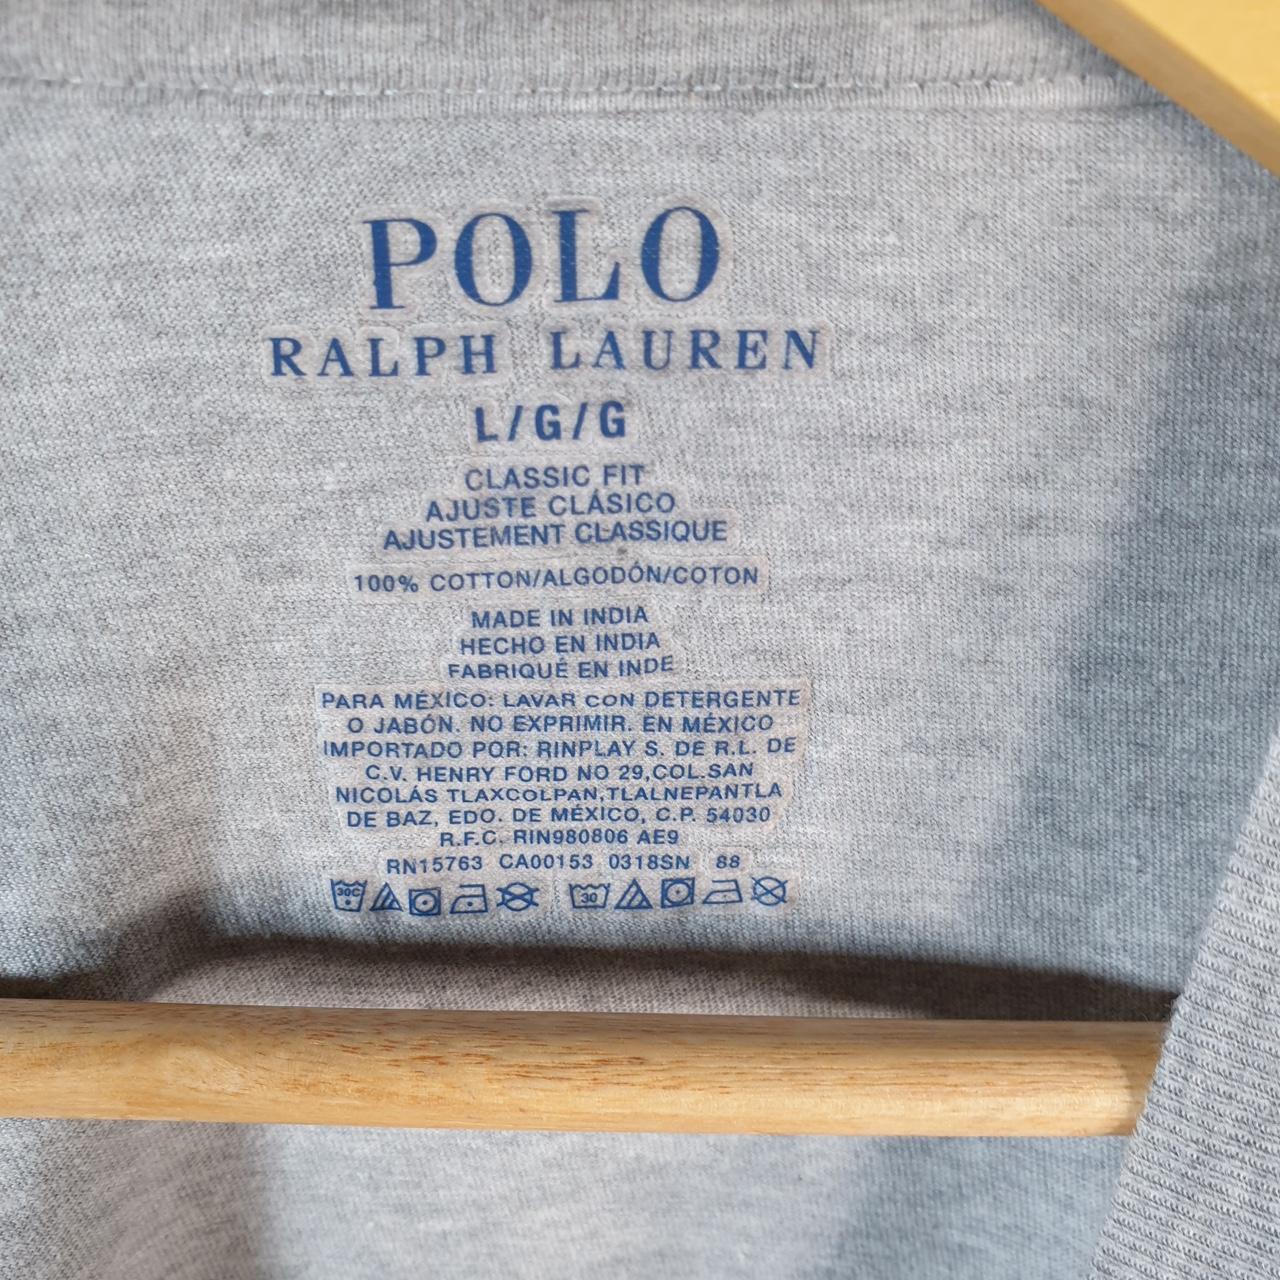 POLO
RALPH LAUREN
L/G/G
CLASSIC FIT
AJUSTE CLÁSICO
AJUSTEMENT CLASSIQUE
100% COTTON/ALGODÓN/COTON
MADE IN INDIA
HECHO EN INDIA
FABRIQUÉ EN INDE
PARA MÉXICO: LAVAR CON DETERGENTE
O JABÓN. NO EXPRIMIR. EN MÉXICO
IMPORTADO POR: RINPLAY S. DE R.L. DE
C.V. HENRY FORD NO 29,COL.SAN
NICOLÁS TLAXCOLPAN,TLALNEPANTLA
DE BAZ, EDO. DE MÉXICO, C.P. 54030
R.F.C. RIN980806 AE9
RN15763 CA00153 0318SN 88
30C 30